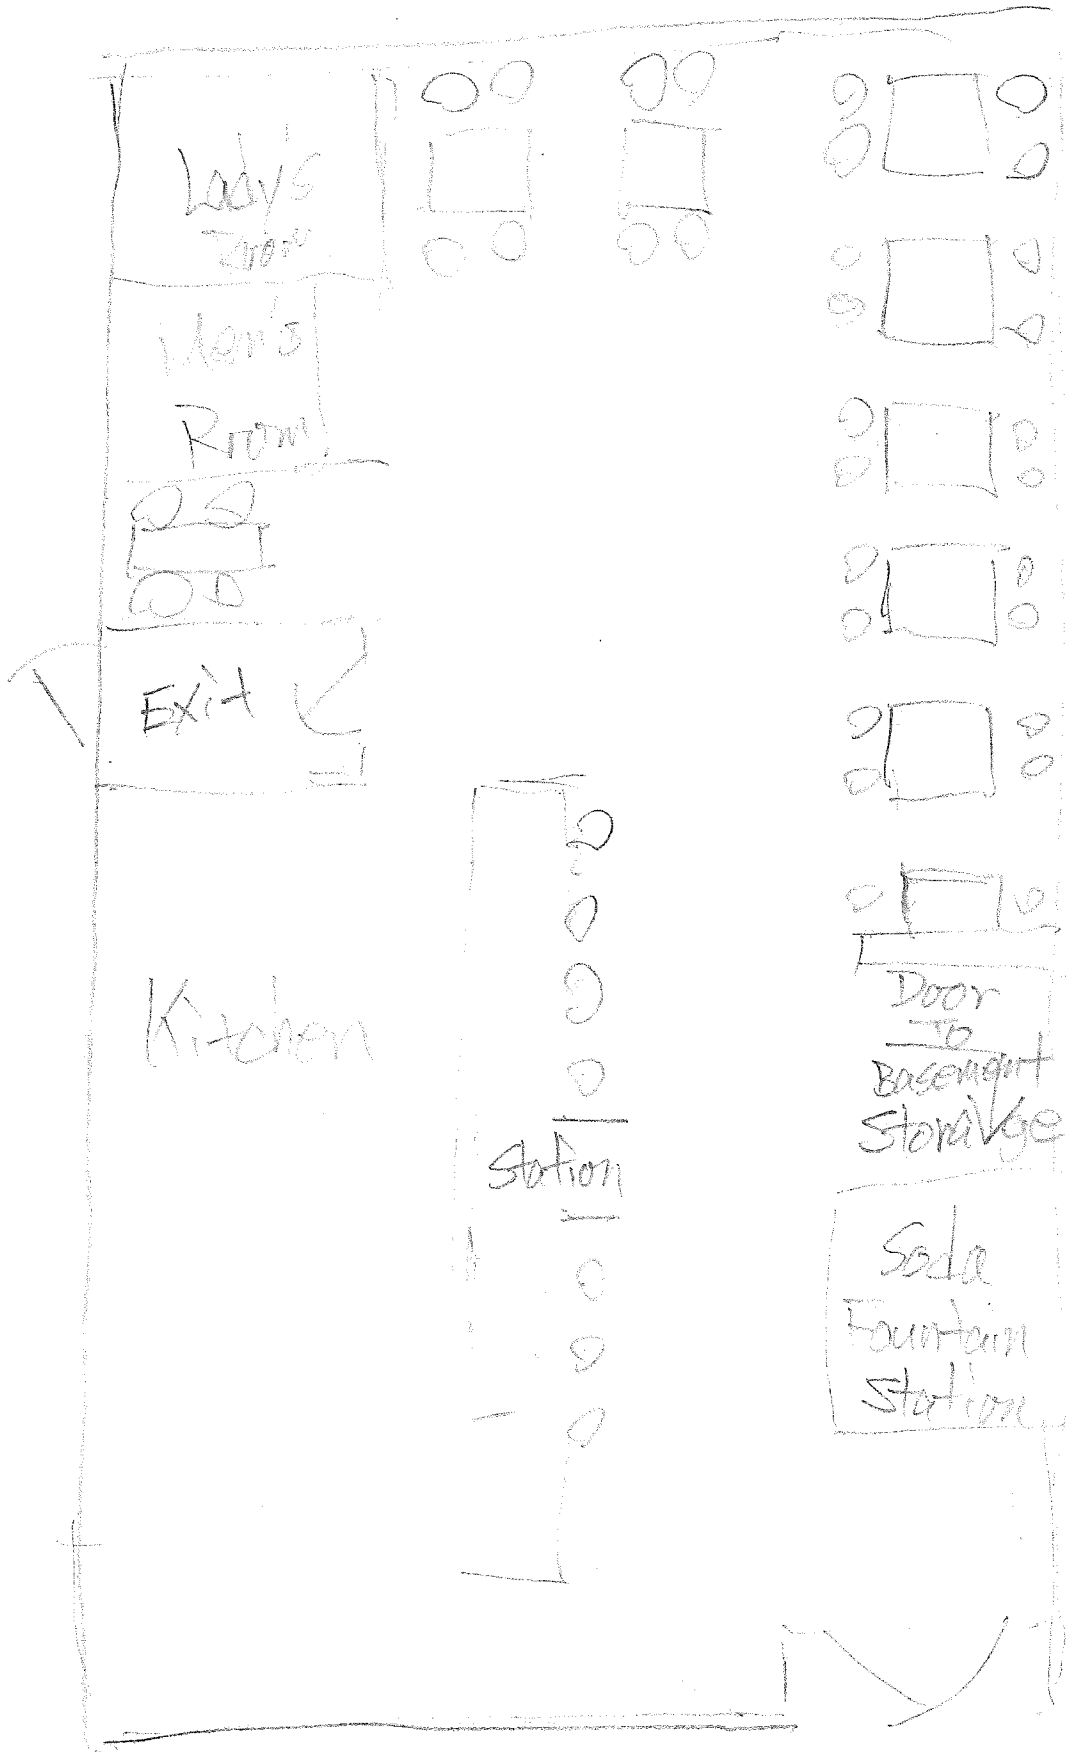 Lady's
Room
Men's
Room
Exit
Kitchen
Station
Door
To
Basement
Storage
Soda
Fountain
Station